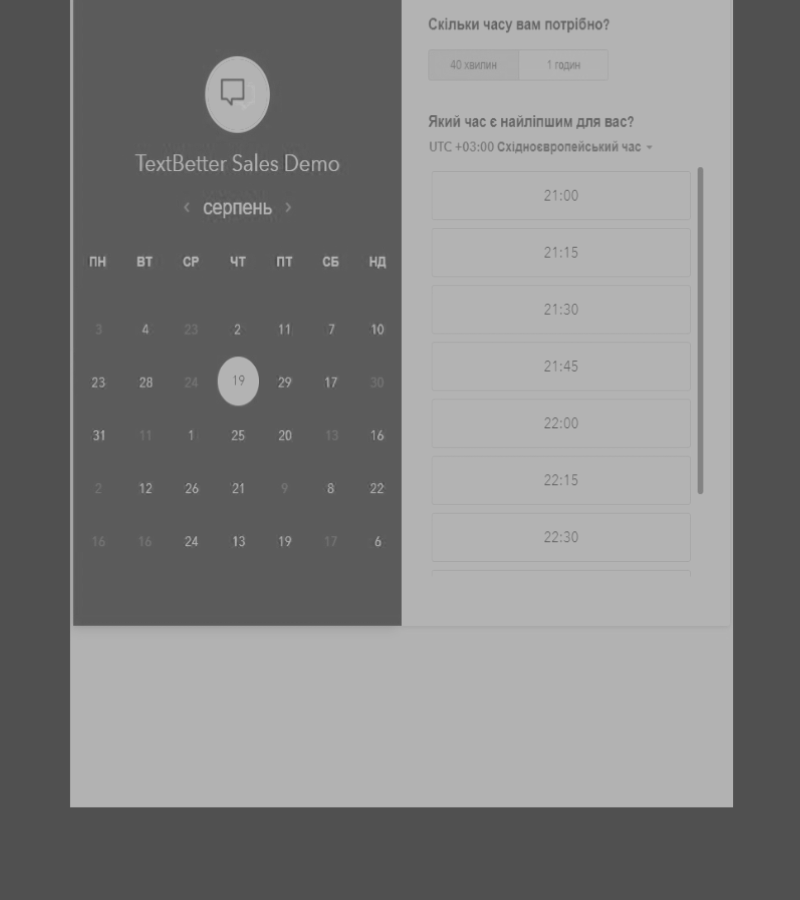 TextBetter Sales Demo
‹ серпень ›
ПН ВТ СР ЧТ ПТ СБ НД
3 4 23 2 11 7 10
23 28 24 19 29 17 30
31 11 1 25 20 13 16
2 12 26 21 9 8 22
16 16 24 13 19 17 6
Скільки часу вам потрібно?
40 хвилин 1 годин
Який час є найліпшим для вас?
UTC +03:00 Східноєвропейський час
21:00
21:15
21:30
21:45
22:00
22:15
22:30